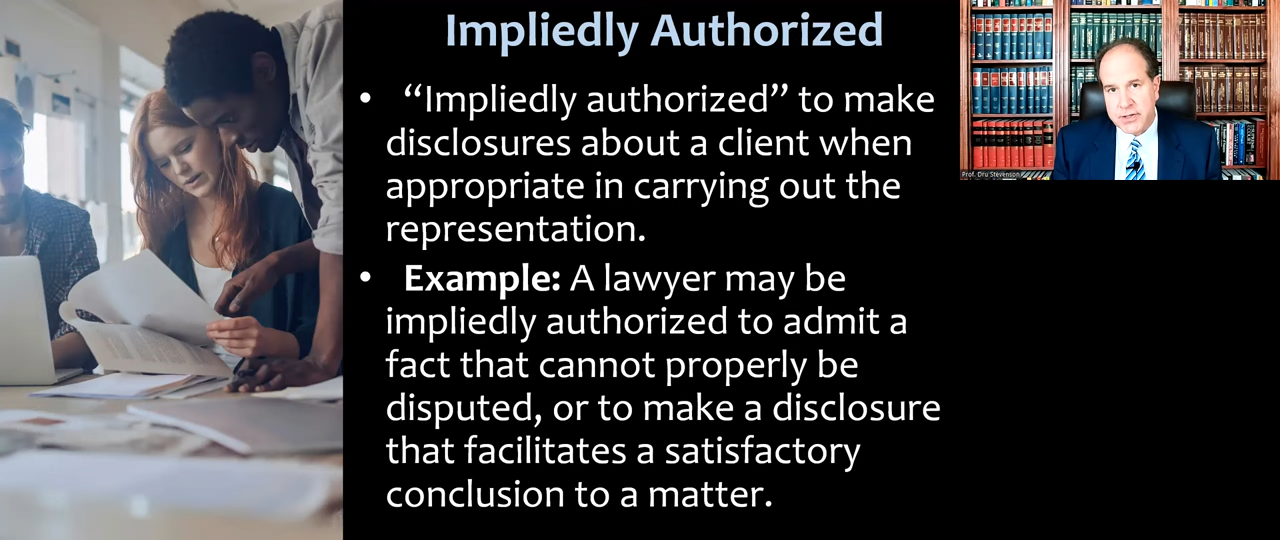 Impliedly Authorized
• “Impliedly authorized” to make
disclosures about a client when
appropriate in carrying out the
representation.
• Example: A lawyer may be
impliedly authorized to admit a
fact that cannot properly be
disputed, or to make a disclosure
that facilitates a satisfactory
conclusion to a matter.
Prof. Dru Stevenson